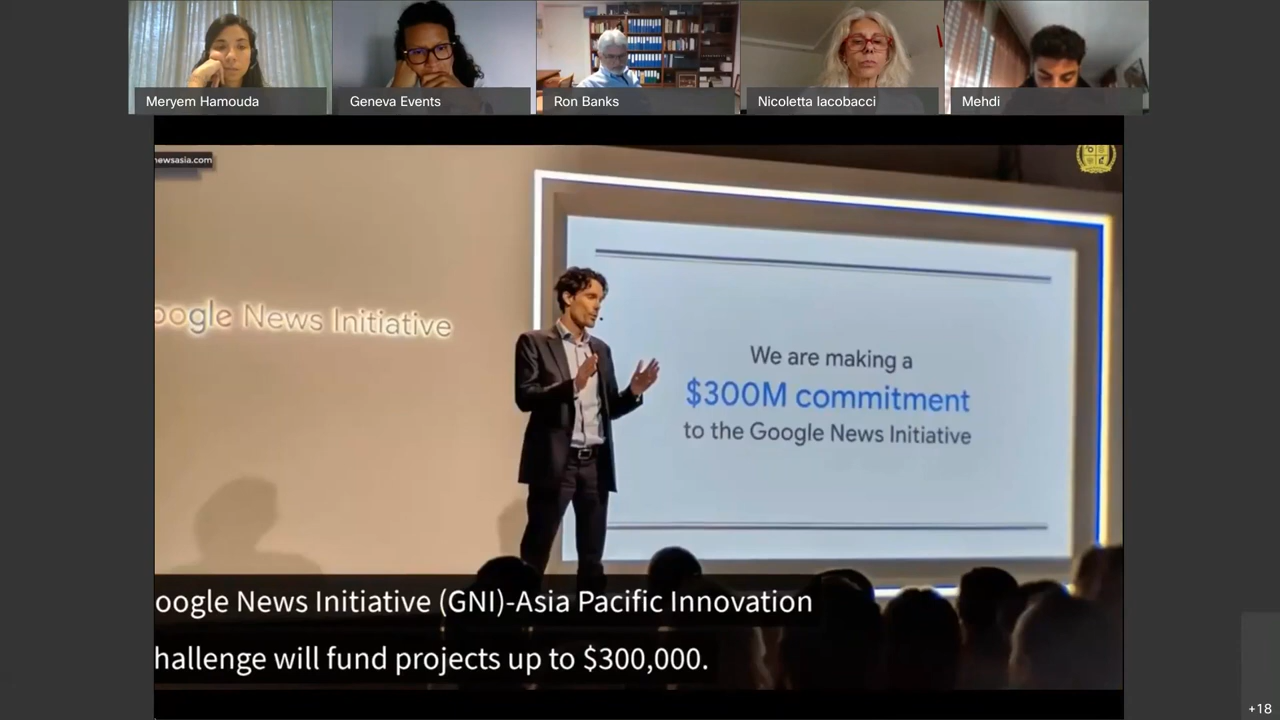 Meryem Hamouda
Geneva Events
Ron Banks
Nicoletta Iacobacci
Mehdi
newsasia.com
oogle News Initiative
We are making a
$300M commitment
to the Google News Initiative
oogle News Initiative (GNI)-Asia Pacific Innovation
hallenge will fund projects up to $300,000.
+18